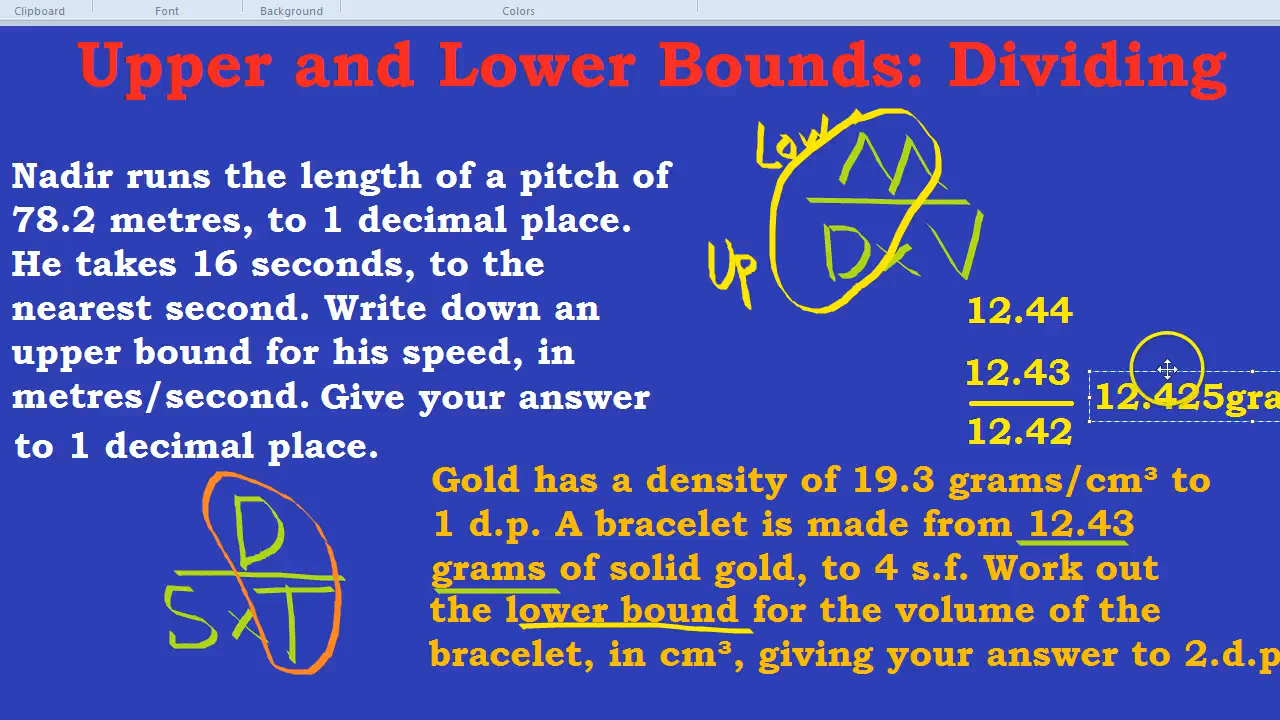 Clipboard Font Background Colors
Upper and Lower Bounds: Dividing
Nadir runs the length of a pitch of
78.2 metres, to 1 decimal place.
He takes 16 seconds, to the
nearest second. Write down an
upper bound for his speed, in
metres/second. Give your answer
to 1 decimal place.
Low
M
Up
D x V
12.44
12.43
12.425gra
12.42
D
S x T
Gold has a density of 19.3 grams/cm³ to
1 d.p. A bracelet is made from 12.43
grams of solid gold, to 4 s.f. Work out
the lower bound for the volume of the
bracelet, in cm³, giving your answer to 2.d.p